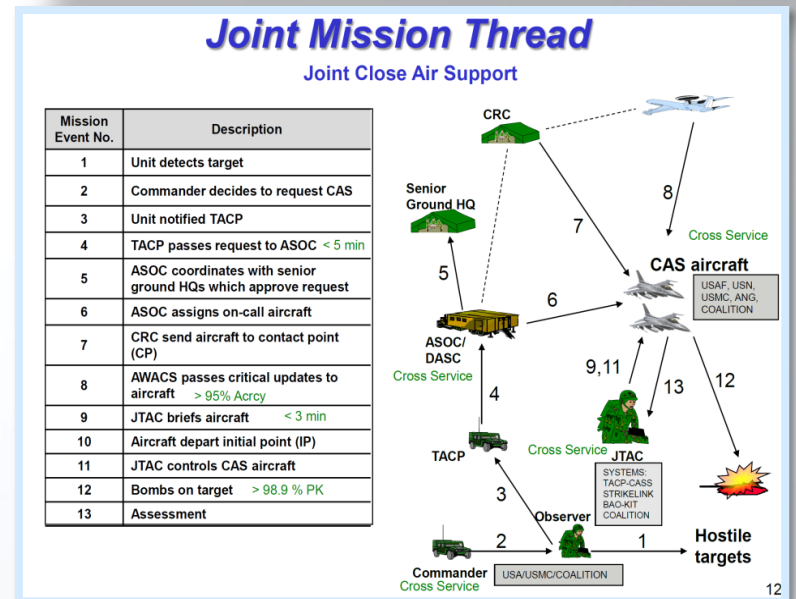 Joint Mission Thread
Joint Close Air Support
Mission
Event No.
Description
1
Unit detects target
2
Commander decides to request CAS
3
Unit notified TACP
4
TACP passes request to ASOC < 5 min
5
ASOC coordinates with senior
ground HQs which approve request
6
ASOC assigns on-call aircraft
7
CRC send aircraft to contact point
(CP)
8
AWACS passes critical updates to
aircraft > 95% Acrcy
9
JTAC briefs aircraft < 3 min
10
Aircraft depart initial point (IP)
11
JTAC controls CAS aircraft
12
Bombs on target > 98.9 % PK
13
Assessment
CRC
8
Senior
Ground HQ
7
Cross Service
CAS aircraft
USAF, USN,
USMC, ANG,
COALITION
5
6
ASOC/
DASC
Cross Service
9,11
13
12
4
TACP
Cross Service
JTAC
SYSTEMS:
TACP-CASS
STRIKELINK
BAO-KIT
COALITION
3
Observer
2
1
Hostile
targets
Commander
Cross Service
USA/USMC/COALITION
12